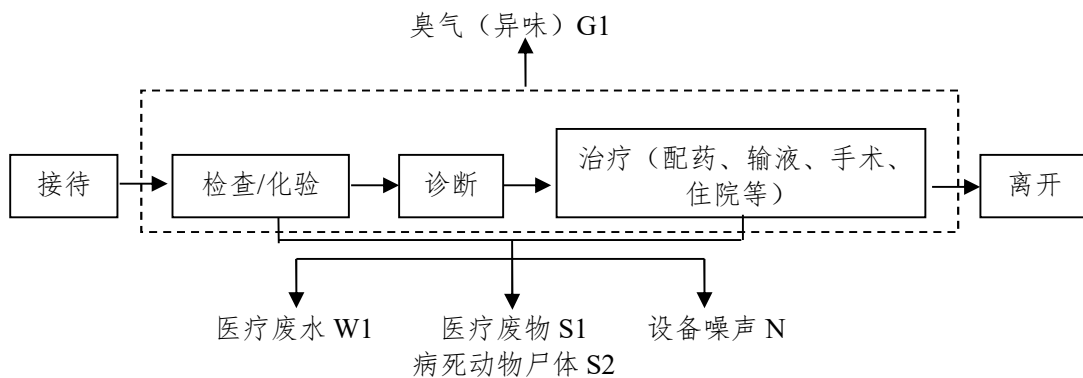 臭气（异味）G1
接待
检查/化验
诊断
治疗（配药、输液、手术、
住院等）
离开
医疗废水 W1
医疗废物 S1
病死动物尸体 S2
设备噪声 N